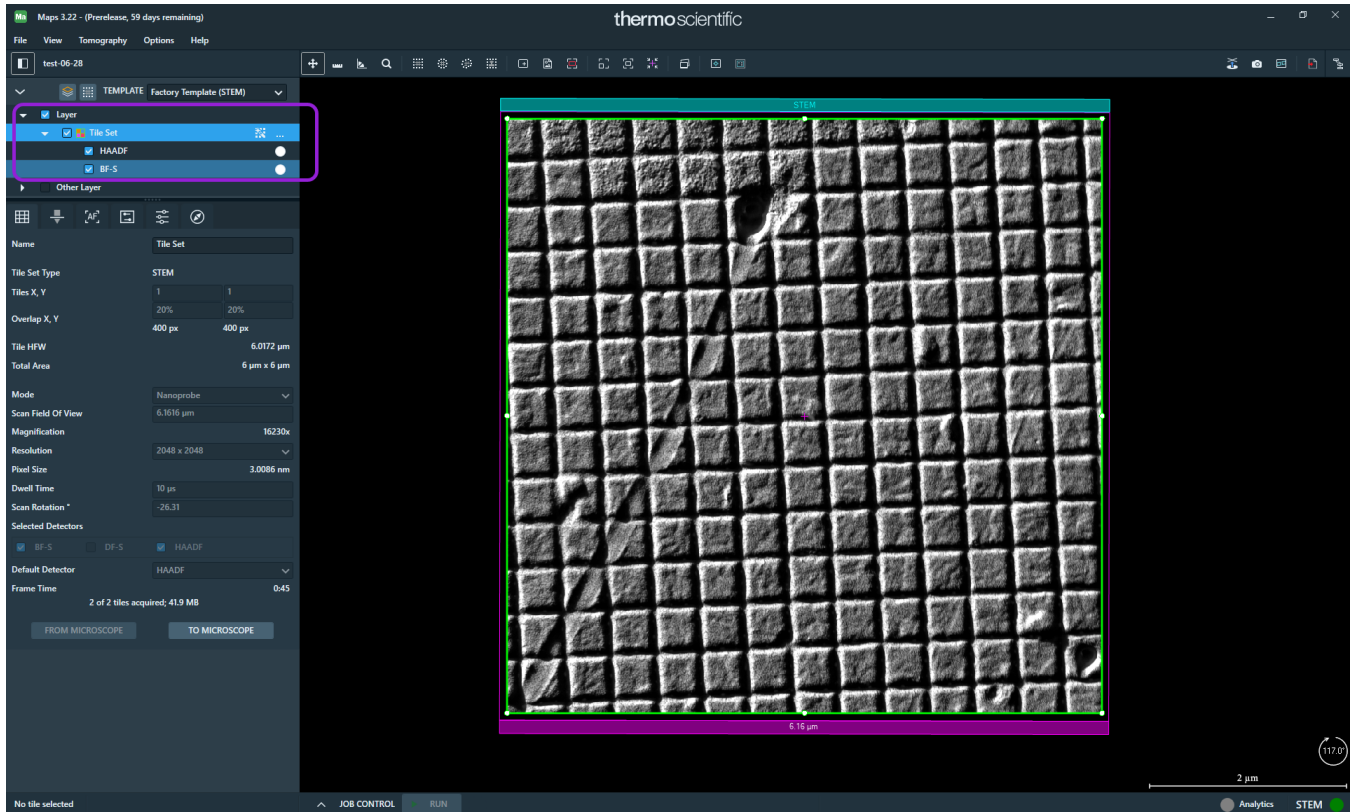 Ma Maps 3.22 - (Prerelease, 59 days remaining) thermo scientific
File View Tomography Options Help
test-06-28
TEMPLATE Factory Template (STEM)
Layer
Tile Set ...
HAADF
BF-S
Other Layer
[AF]
Name Tile Set
Tile Set Type STEM
Tiles X, Y 1 1
Overlap X, Y 20% 20%
400 px 400 px
Tile HFW 6.0172 µm
Total Area 6 µm x 6 µm
Mode Nanoprobe
Scan Field Of View 6.1616 µm
Magnification 16230x
Resolution 2048 x 2048
Pixel Size 3.0086 nm
Dwell Time 10 µs
Scan Rotation ° -26.31
Selected Detectors
BF-S DF-S HAADF
Default Detector HAADF
Frame Time 0:45
2 of 2 tiles acquired; 41.9 MB
FROM MICROSCOPE TO MICROSCOPE
STEM
6.16 µm
117.0°
2 µm
No tile selected JOB CONTROL RUN Analytics STEM